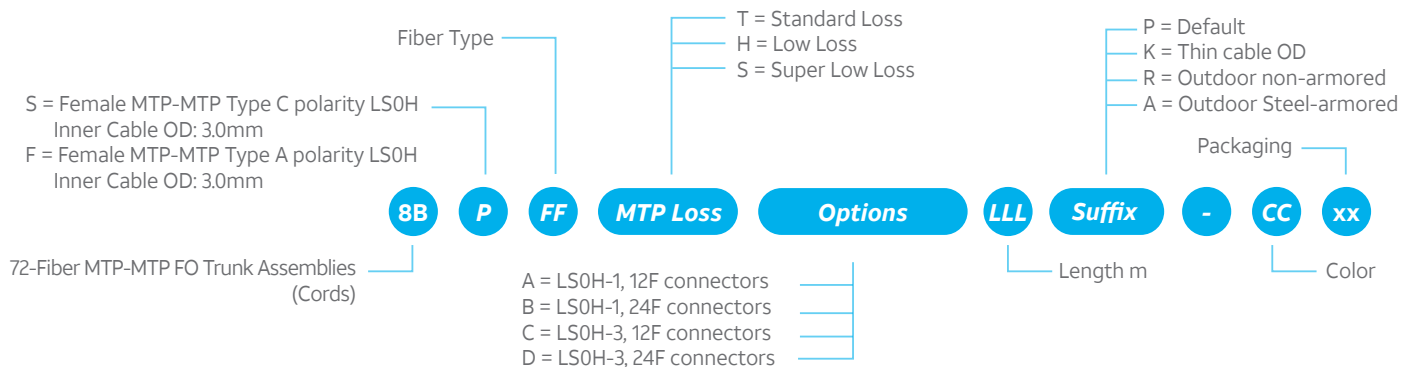 T = Standard Loss
H = Low Loss
S = Super Low Loss
P = Default
K = Thin cable OD
R = Outdoor non-armored
A = Outdoor Steel-armored
Fiber Type
S = Female MTP-MTP Type C polarity LS0H
Inner Cable OD: 3.0mm
F = Female MTP-MTP Type A polarity LS0H
Inner Cable OD: 3.0mm
Packaging
8B P FF MTP Loss Options LLL Suffix - CC xx
72-Fiber MTP-MTP FO Trunk Assemblies
(Cords)
A = LS0H-1, 12F connectors
B = LS0H-1, 24F connectors
C = LS0H-3, 12F connectors
D = LS0H-3, 24F connectors
Length m
Color